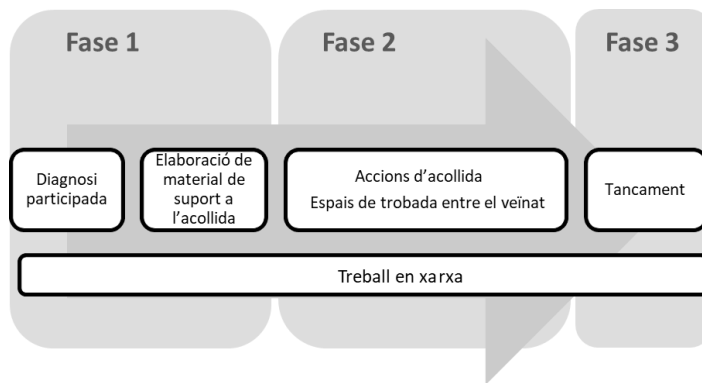 Fase 1
Fase 2
Fase 3
Diagnosi
participada
Elaboració de
material de
suport a
l’acollida
Accions d’acollida
Espais de trobada entre el veïnat
Tancament
Treball en xarxa